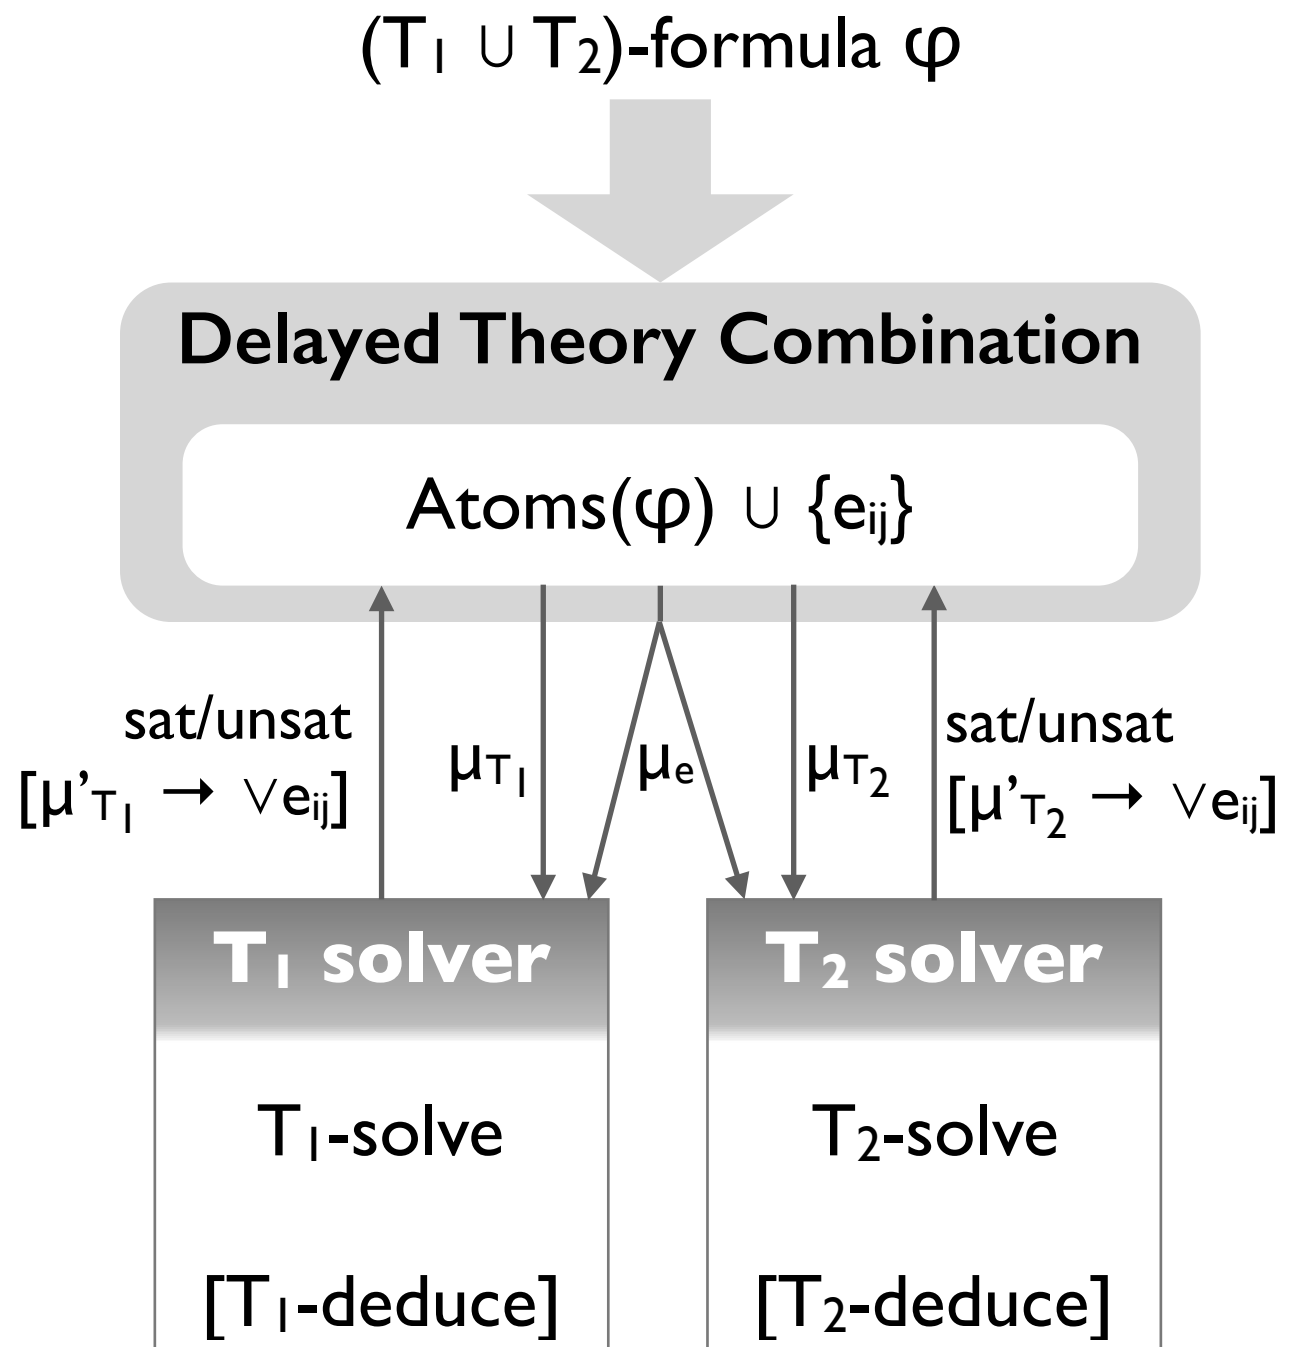 (T₁ ∪ T₂)-formula φ
Delayed Theory Combination
Atoms(φ) ∪ {eᵢⱼ}
sat/unsat
[μ'T₁ → ∨eᵢⱼ]
μT₁
μₑ
μT₂
sat/unsat
[μ'T₂ → ∨eᵢⱼ]
T₁ solver
T₂ solver
T₁-solve
T₂-solve
[T₁-deduce]
[T₂-deduce]